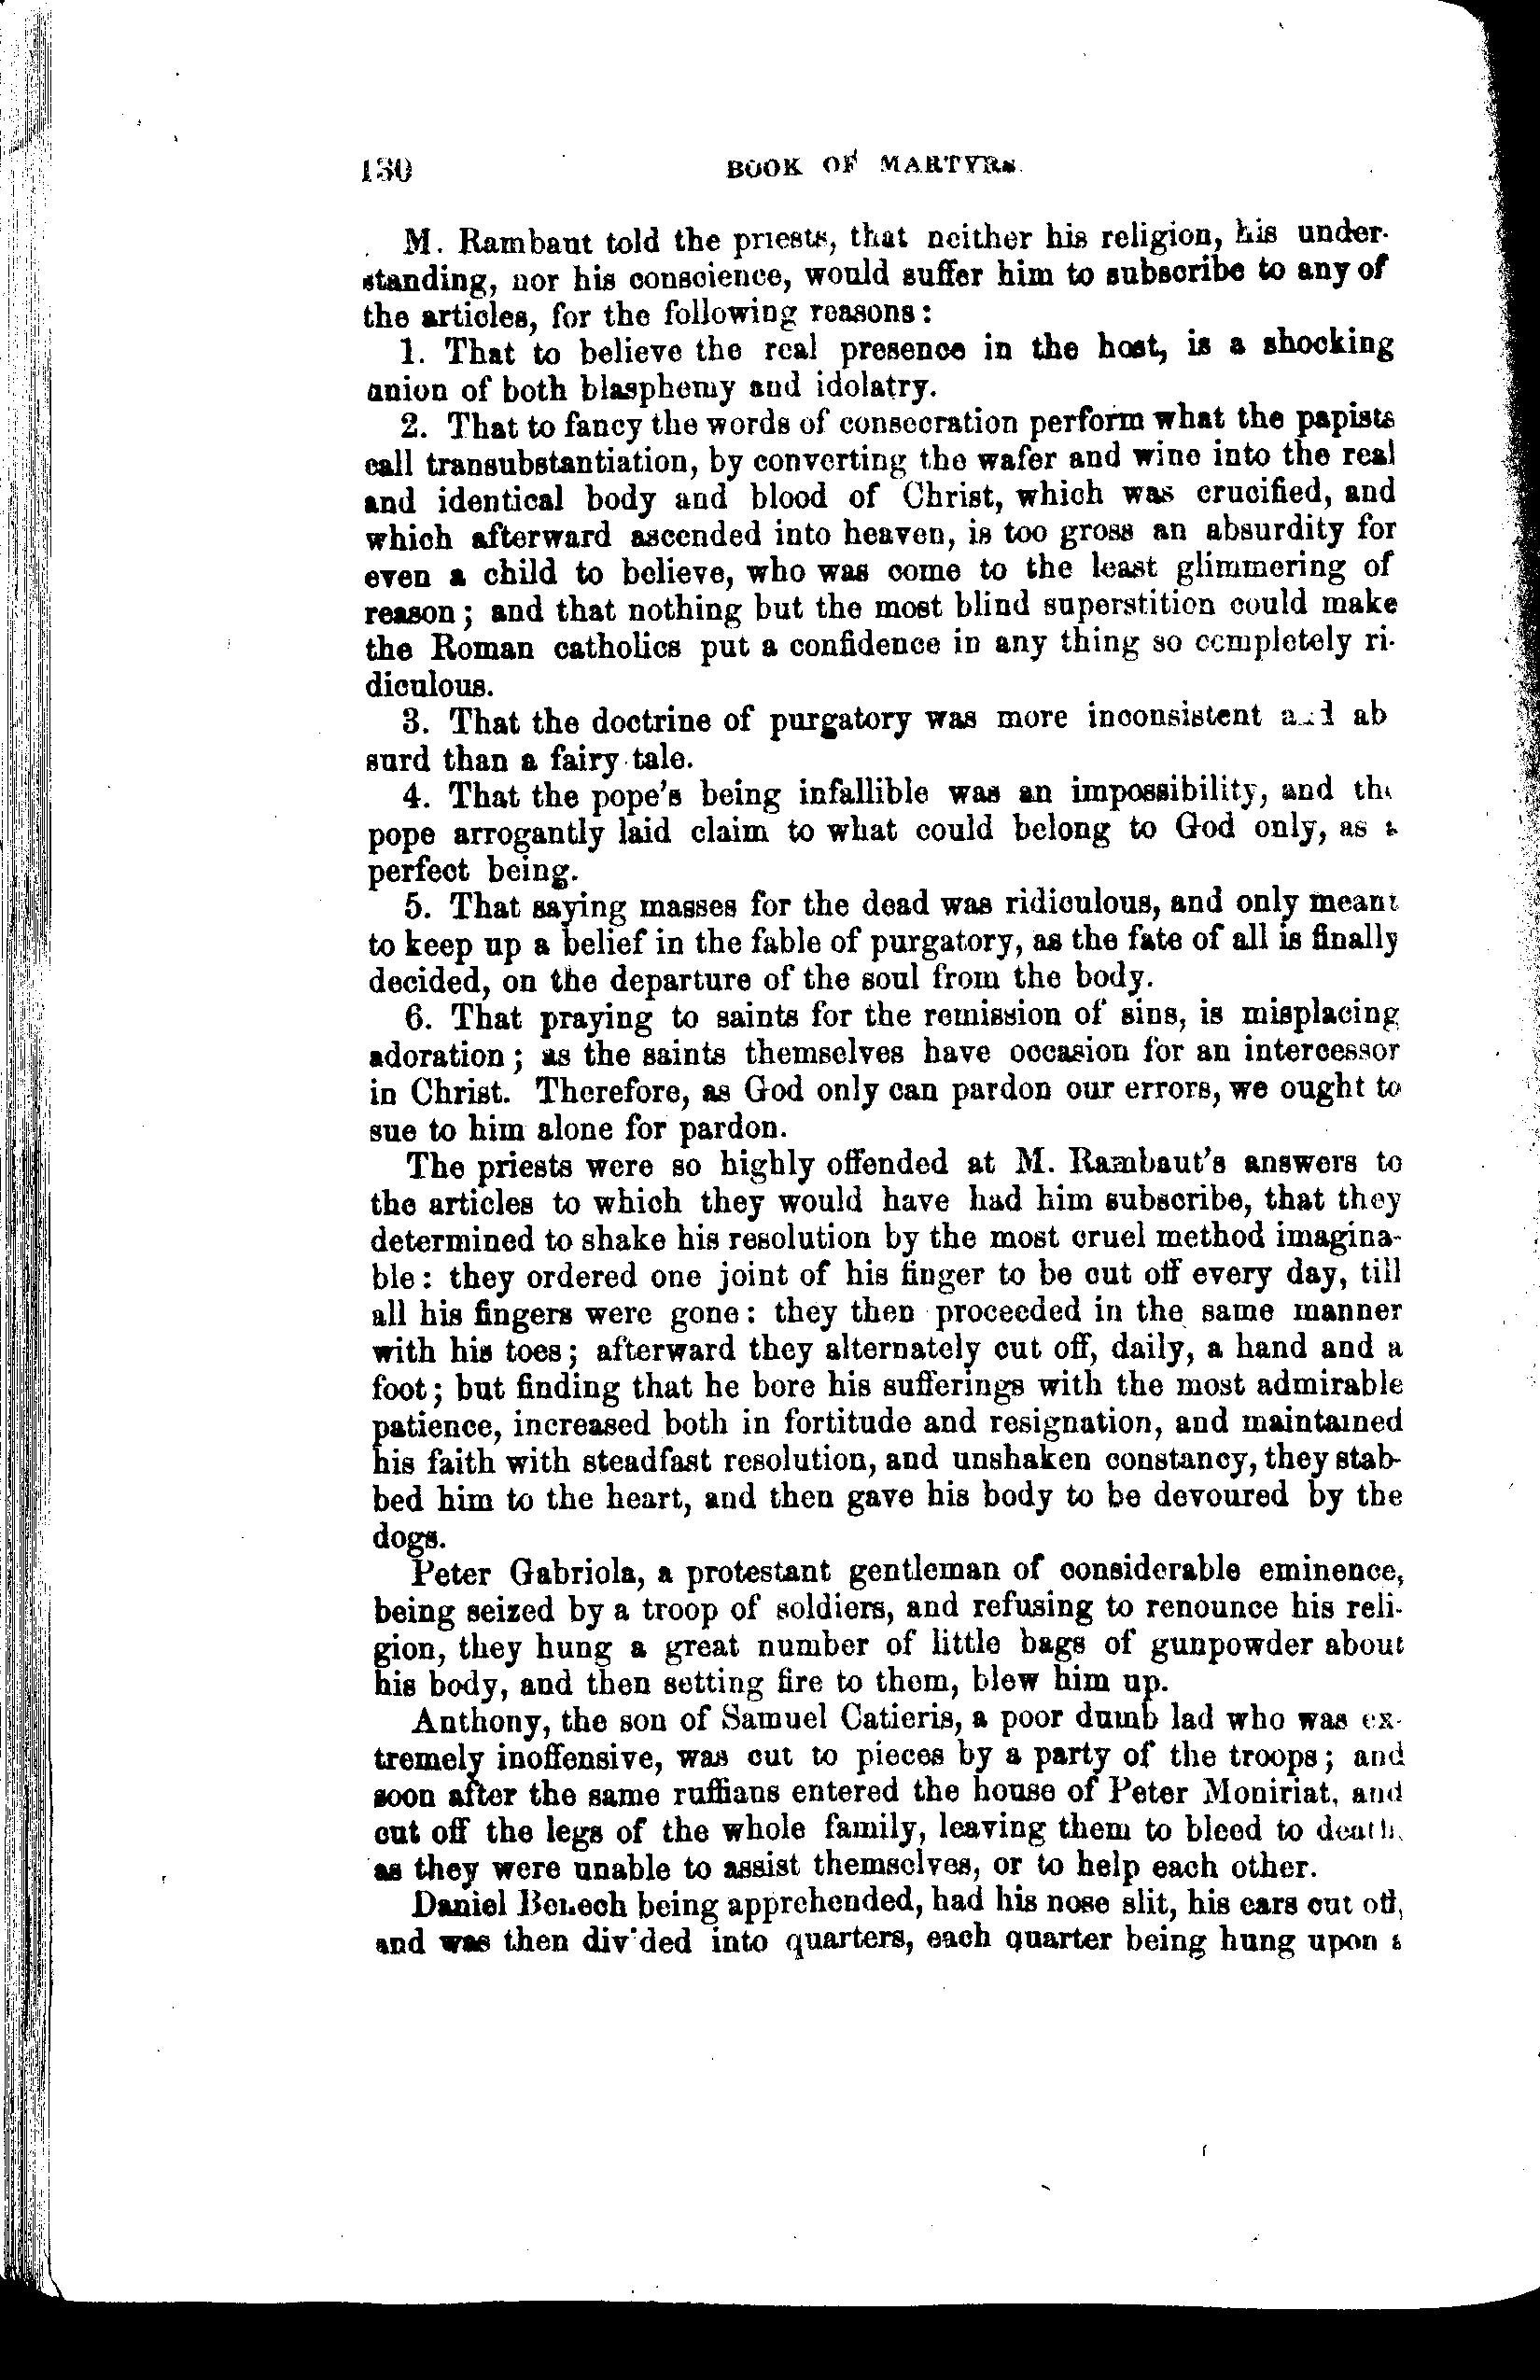 130 BOOK OF MARTYRS.
M. Rambaut told the priests, that neither his religion, his under-
standing, nor his conscience, would suffer him to subscribe to any of
the articles, for the following reasons:
1. That to believe the real presence in the host, is a shocking
union of both blasphemy and idolatry.
2. That to fancy the words of consecration perform what the papists
call transubstantiation, by converting the wafer and wine into the real
and identical body and blood of Christ, which was crucified, and
which afterward ascended into heaven, is too gross an absurdity for
even a child to believe, who was come to the least glimmering of
reason; and that nothing but the most blind superstition could make
the Roman catholics put a confidence in any thing so completely ri-
diculous.
3. That the doctrine of purgatory was more inconsistent and ab
surd than a fairy tale.
4. That the pope's being infallible was an impossibility, and the
pope arrogantly laid claim to what could belong to God only, as a
perfect being.
5. That saying masses for the dead was ridiculous, and only meant
to keep up a belief in the fable of purgatory, as the fate of all is finally
decided, on the departure of the soul from the body.
6. That praying to saints for the remission of sins, is misplacing
adoration; as the saints themselves have occasion for an intercessor
in Christ. Therefore, as God only can pardon our errors, we ought to
sue to him alone for pardon.
The priests were so highly offended at M. Rambaut's answers to
the articles to which they would have had him subscribe, that they
determined to shake his resolution by the most cruel method imagina-
ble: they ordered one joint of his finger to be cut off every day, till
all his fingers were gone: they then proceeded in the same manner
with his toes; afterward they alternately cut off, daily, a hand and a
foot; but finding that he bore his sufferings with the most admirable
patience, increased both in fortitude and resignation, and maintained
his faith with steadfast resolution, and unshaken constancy, they stab-
bed him to the heart, and then gave his body to be devoured by the
dogs.
Peter Gabriola, a protestant gentleman of considerable eminence,
being seized by a troop of soldiers, and refusing to renounce his reli-
gion, they hung a great number of little bags of gunpowder about
his body, and then setting fire to them, blew him up.
Anthony, the son of Samuel Catieris, a poor dumb lad who was ex-
tremely inoffensive, was cut to pieces by a party of the troops; and
soon after the same ruffians entered the house of Peter Moniriat, and
cut off the legs of the whole family, leaving them to bleed to death,
as they were unable to assist themselves, or to help each other.
Daniel Benech being apprehended, had his nose slit, his ears cut off,
and was then divided into quarters, each quarter being hung upon a